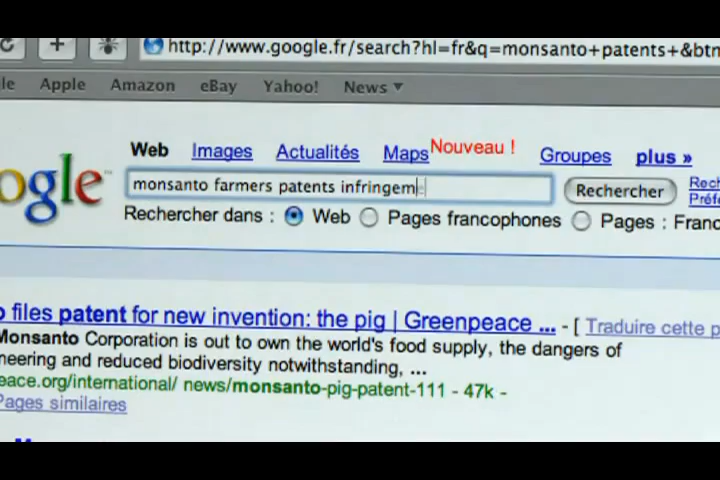 http://www.google.fr/search?hl=fr&q=monsanto+patents+&btn
Apple Amazon eBay Yahoo! News ▼
Web Images Actualités Maps Nouveau ! Groupes plus »
monsanto farmers patents infringem Rechercher
Rechercher dans : Web Pages francophones Pages : Franc
files patent for new invention: the pig | Greenpeace ... - [ Traduire cette p
Monsanto Corporation is out to own the world's food supply, the dangers of
neering and reduced biodiversity notwithstanding, ...
eace.org/international/ news/monsanto-pig-patent-111 - 47k -
Pages similaires